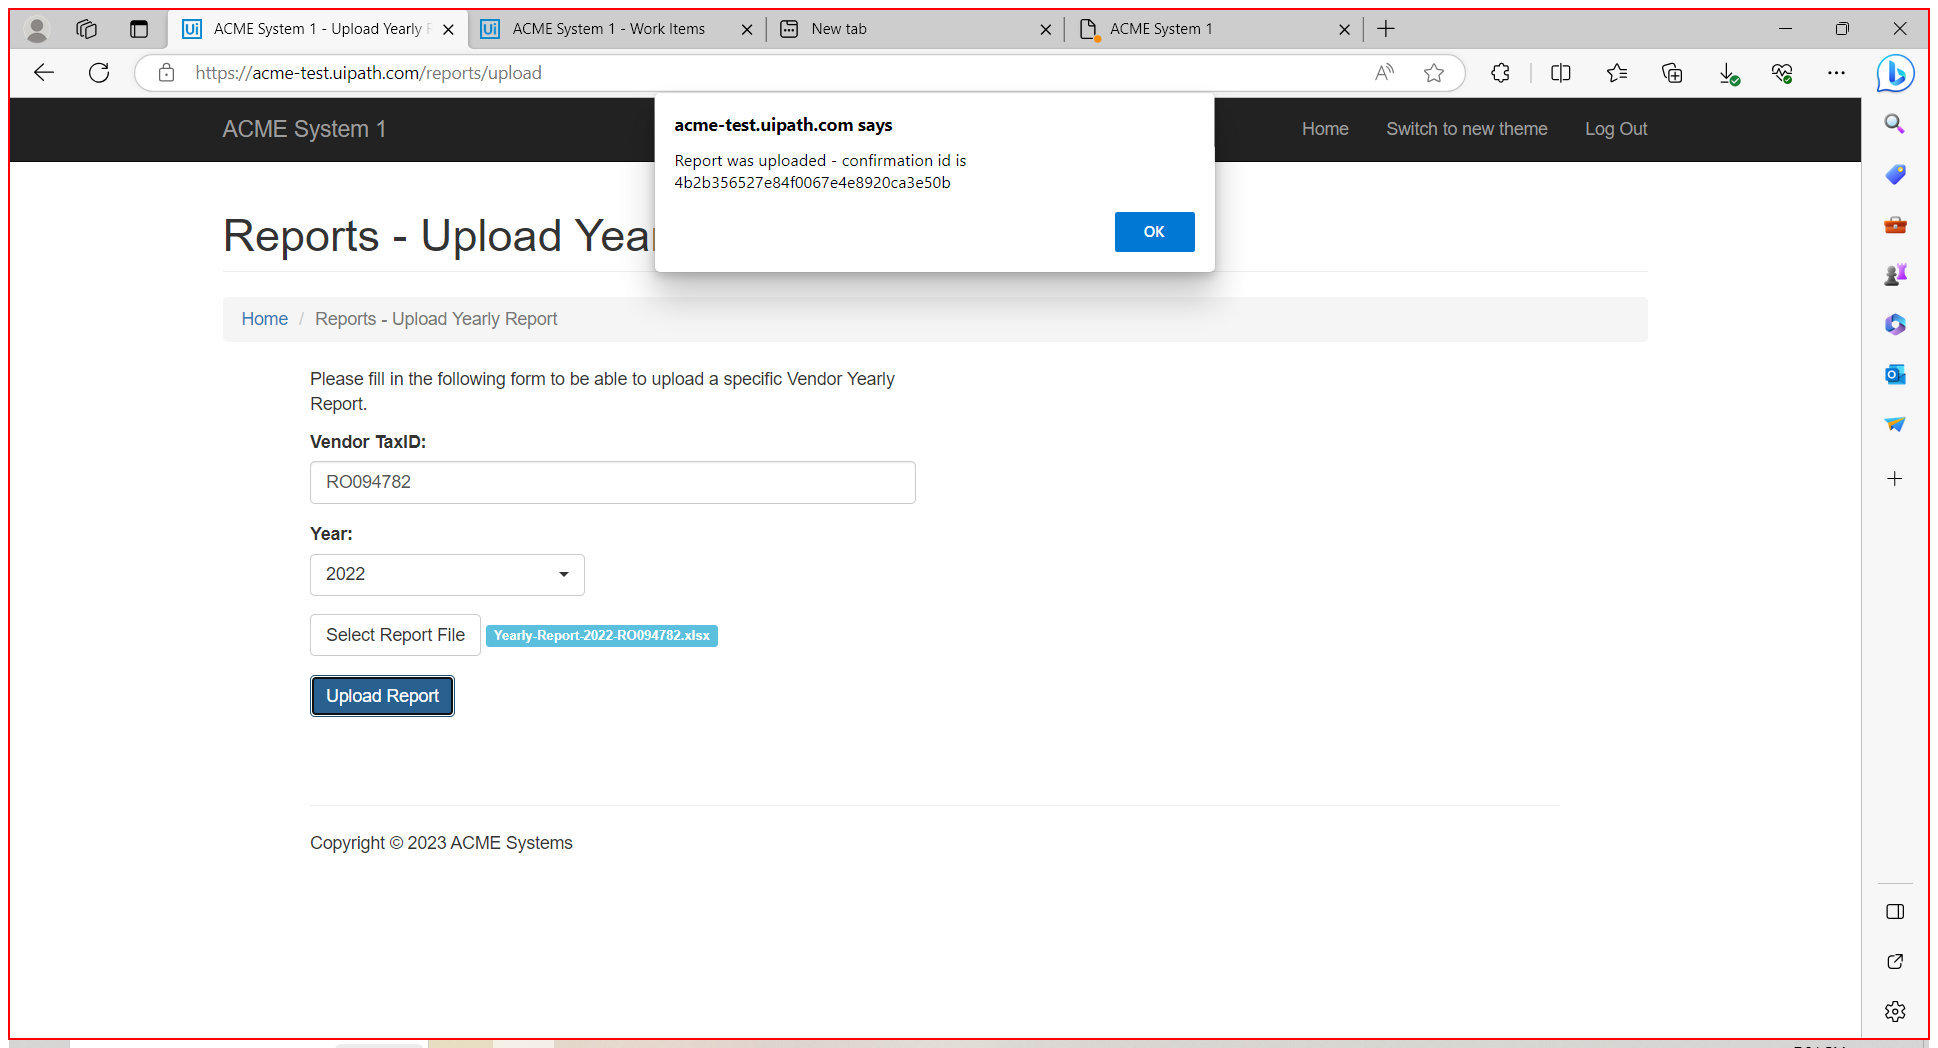 ACME System 1 - Upload Yearly
ACME System 1 - Work Items
New tab
ACME System 1
https://acme-test.uipath.com/reports/upload
ACME System 1
Home
Switch to new theme
Log Out
acme-test.uipath.com says
Report was uploaded - confirmation id is
4b2b356527e84f0067e4e8920ca3e50b
OK
Reports - Upload Yea
Home / Reports - Upload Yearly Report
Please fill in the following form to be able to upload a specific Vendor Yearly
Report.
Vendor TaxID:
RO094782
Year:
2022
Select Report File
Yearly-Report-2022-RO094782.xlsx
Upload Report
Copyright © 2023 ACME Systems